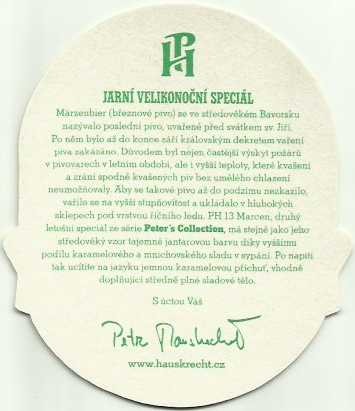 PH
JARNÍ VELIKONOČNÍ SPECIÁL
Märzenbier (březnové pivo) se ve středověkém Bavorsku
nazývalo poslední pivo, uvařené před svátkem sv. Jiří.
Po něm bylo až do konce září královským dekretem vaření
piva zakázáno. Důvodem byl nejen častější výskyt požárů
v pivovarech v letním období, ale i vyšší teploty, které kvašení
a zrání spodně kvašených piv bez umělého chlazení
neumožňovaly. Aby se takové pivo až do podzimu nezkazilo,
vařilo se na vyšší stupňovitost a ukládalo v hlubokých
sklepech pod vrstvou říčního ledu. PH 13 Marcen, druhý
letošní speciál ze série Peter's Collection, má stejně jako jeho
středověký vzor tajemně jantarovou barvu díky vyššímu
podílu karamelového a mnichovského sladu v sypání. Po napití
tak ucítíte na jazyku jemnou karamelovou příchuť, vhodně
doplňující středně plné sladové tělo.
S úctou Váš
Petr Hauskrecht
www.hauskrecht.cz